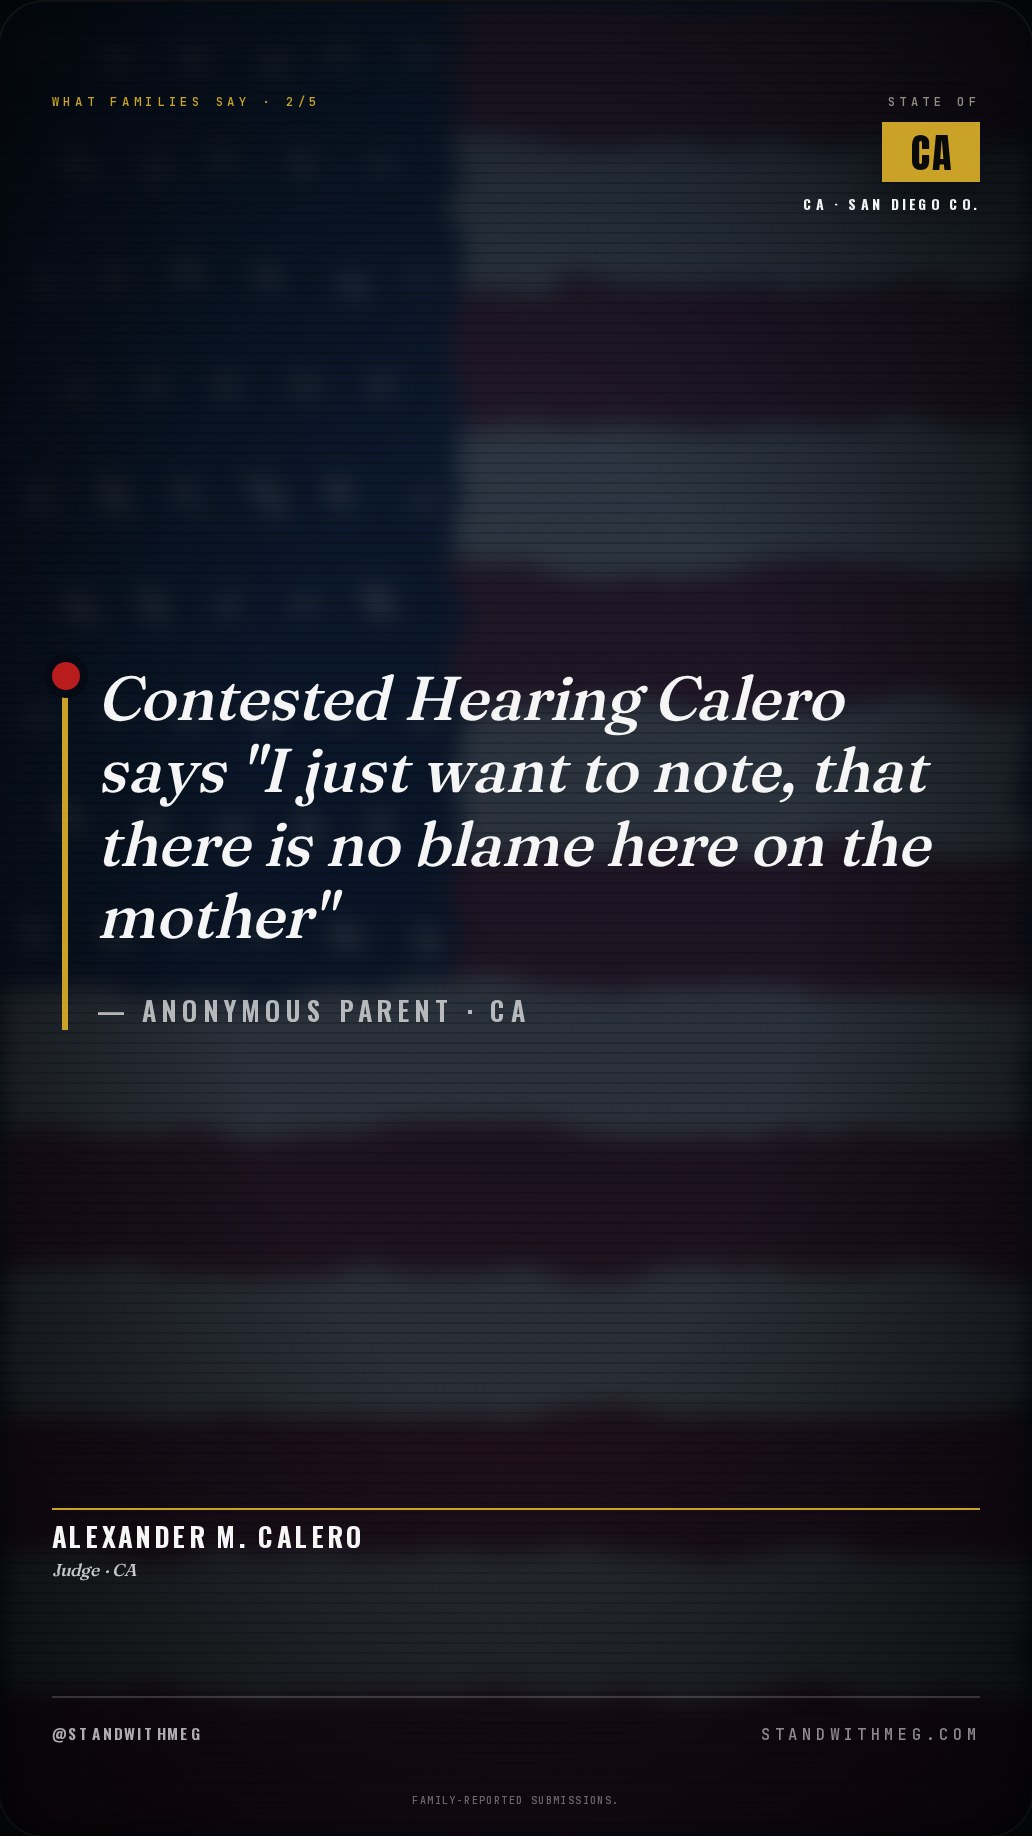 WHAT FAMILIES SAY · 2/5
STATE OF
CA
CA · SAN DIEGO CO.
Contested Hearing Calero
says "I just want to note, that
there is no blame here on the
mother"
— ANONYMOUS PARENT · CA
ALEXANDER M. CALERO
Judge · CA
@STANDWITHMEG
STANDWITHMEG.COM
FAMILY-REPORTED SUBMISSIONS.